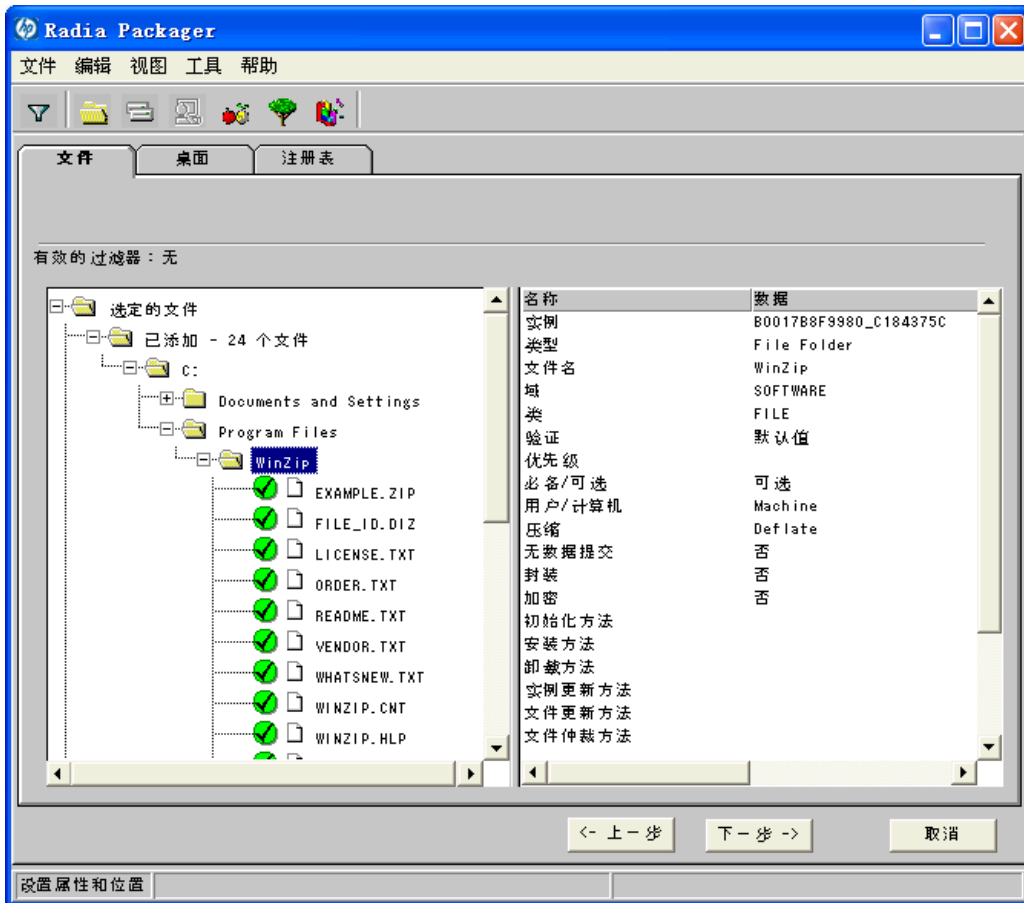 Radia Packager
文件 编辑 视图 工具 帮助
文件 桌面 注册表
有效的过滤器：无
选定的文件
已添加 - 24 个文件
C:
Documents and Settings
Program Files
WinZip
EXAMPLE.ZIP
FILE_ID.DIZ
LICENSE.TXT
ORDER.TXT
README.TXT
VENDOR.TXT
WHATSNEW.TXT
WINZIP.CNT
WINZIP.HLP
名称 数据
实例 B0017B8F9980_C184375C
类型 File Folder
文件名 WinZip
域 SOFTWARE
类 FILE
验证 默认值
优先级
必备/可选 可选
用户/计算机 Machine
压缩 Deflate
无数据提交 否
封装 否
加密 否
初始化方法
安装方法
卸载方法
实例更新方法
文件更新方法
文件仲裁方法
<- 上一步 下一步 -> 取消
设置属性和位置